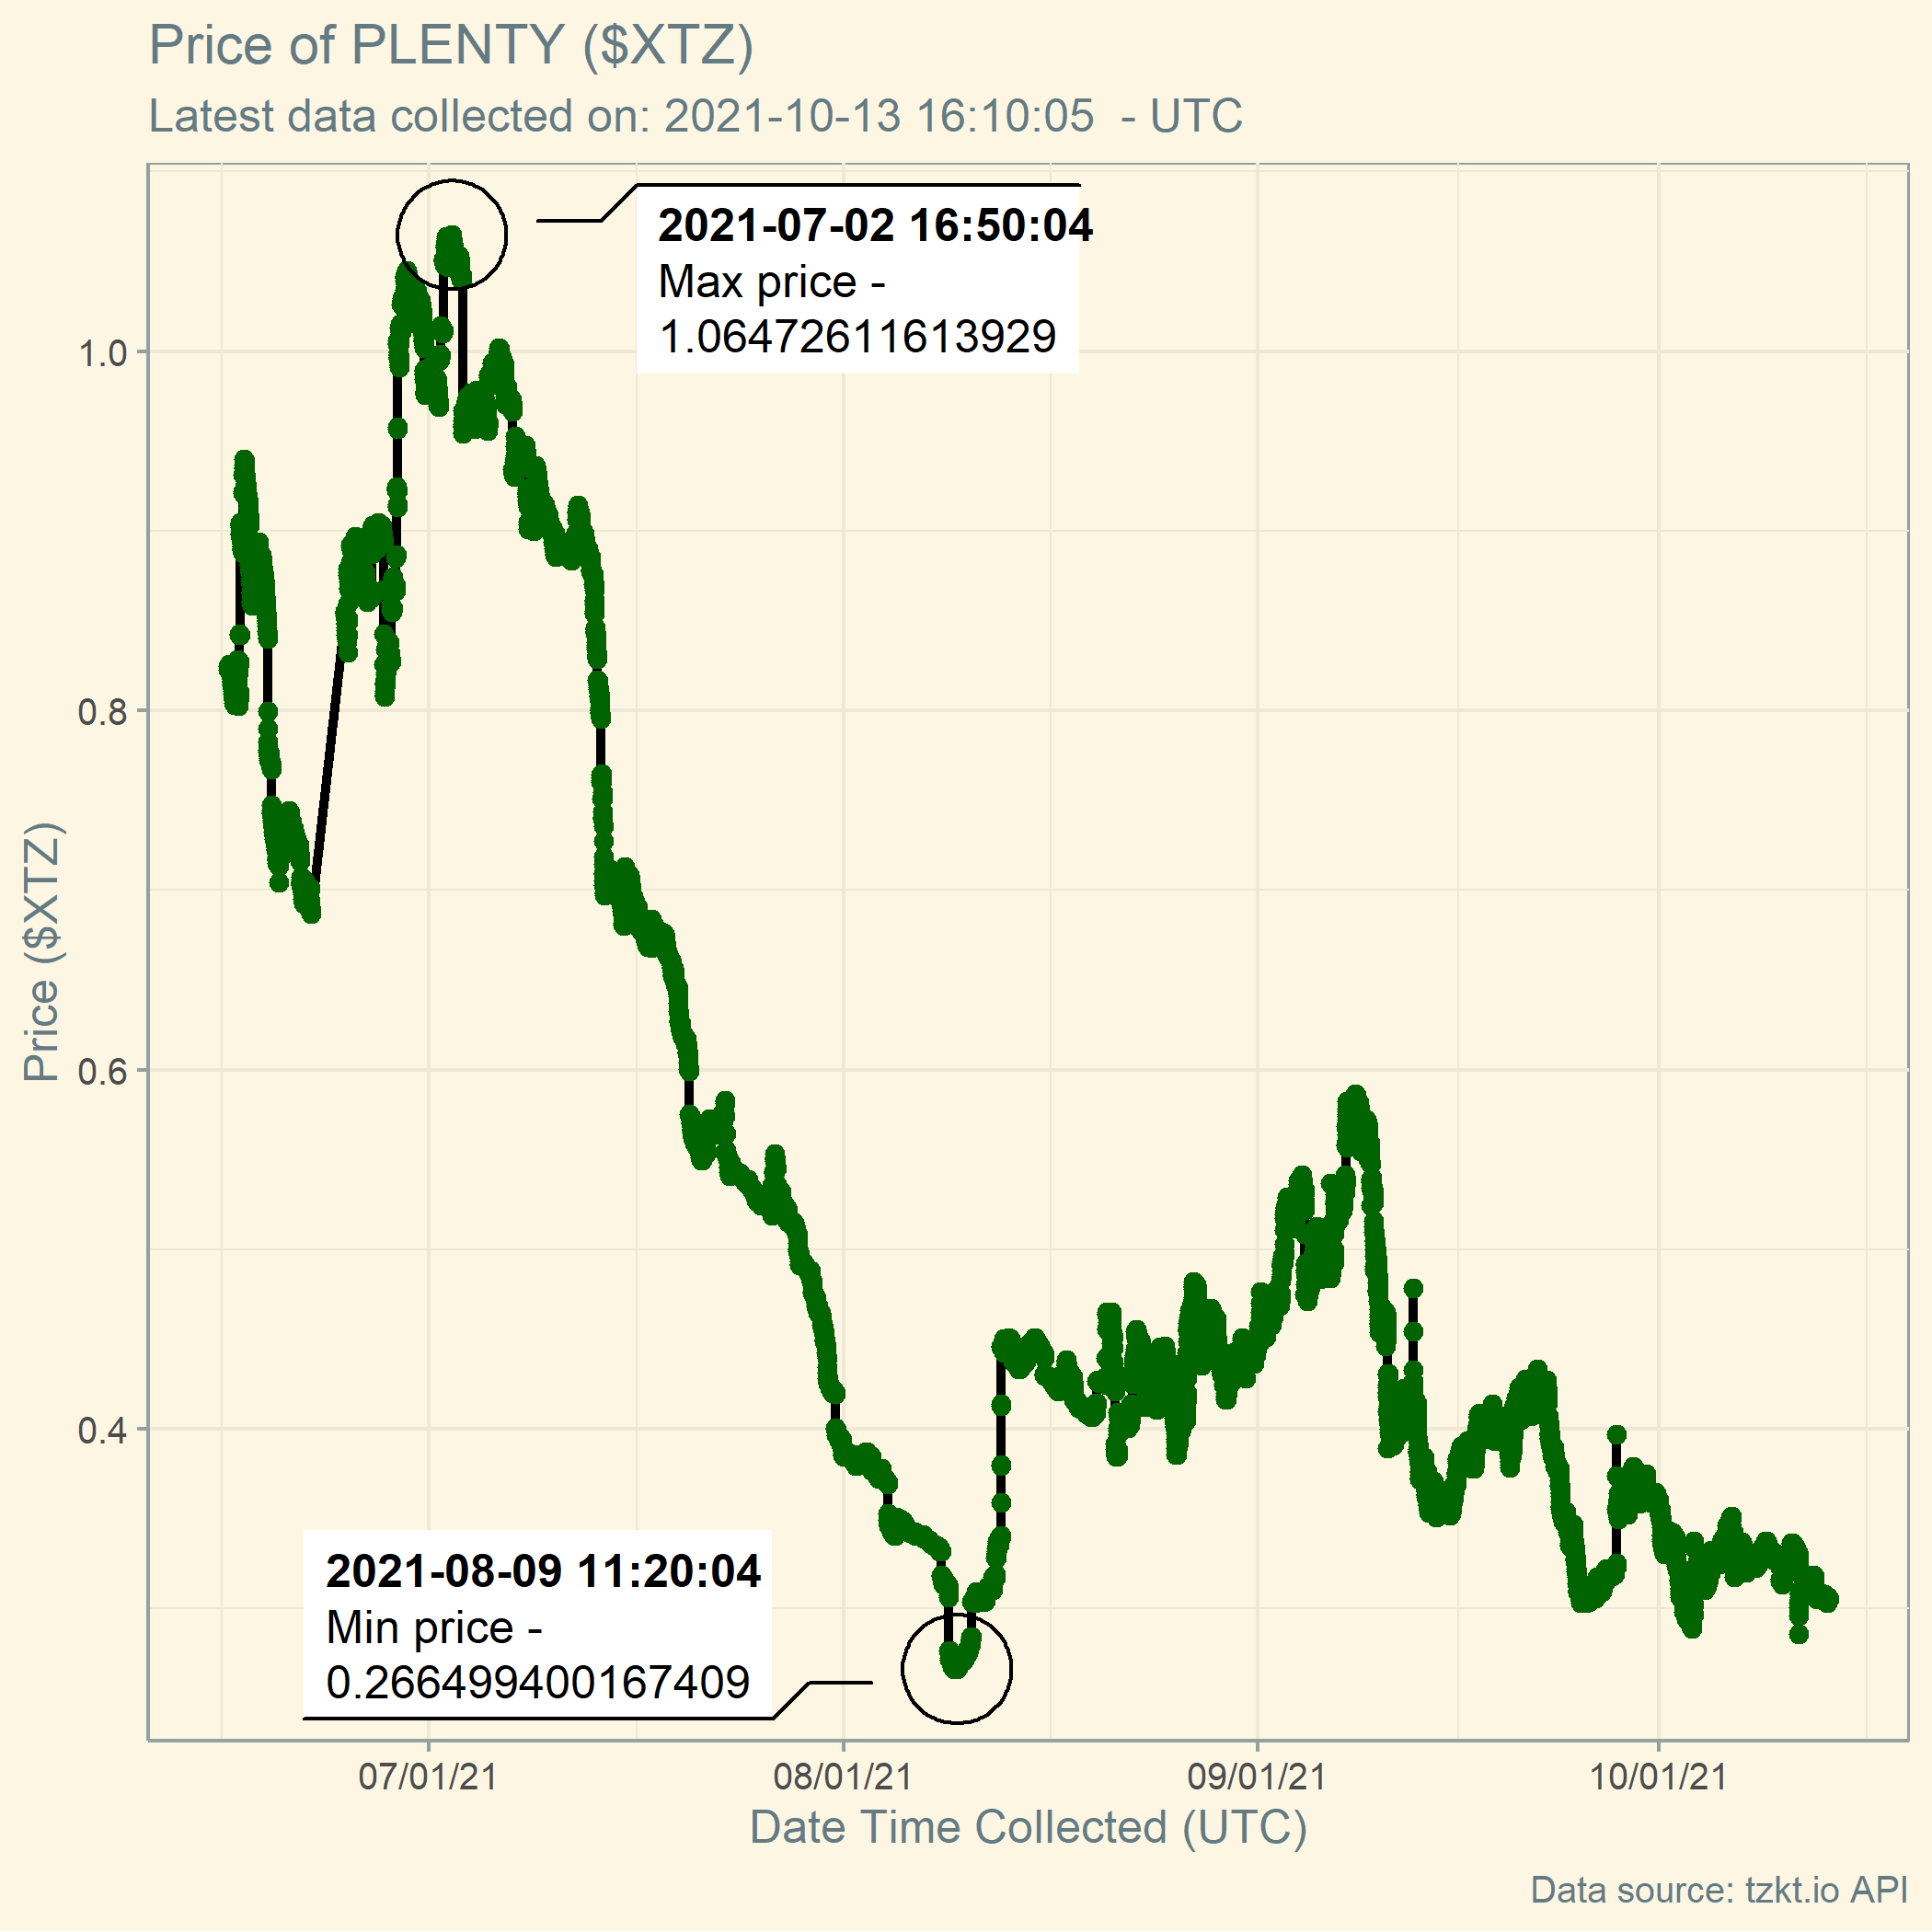 Price of PLENTY ($XTZ)
Latest data collected on: 2021-10-13 16:10:05  - UTC
2021-07-02 16:50:04
Max price -
1.06472611613929
1.0
0.8
0.6
0.4
Price ($XTZ)
2021-08-09 11:20:04
Min price -
0.266499400167409
07/01/21
08/01/21
09/01/21
10/01/21
Date Time Collected (UTC)
Data source: tzkt.io API